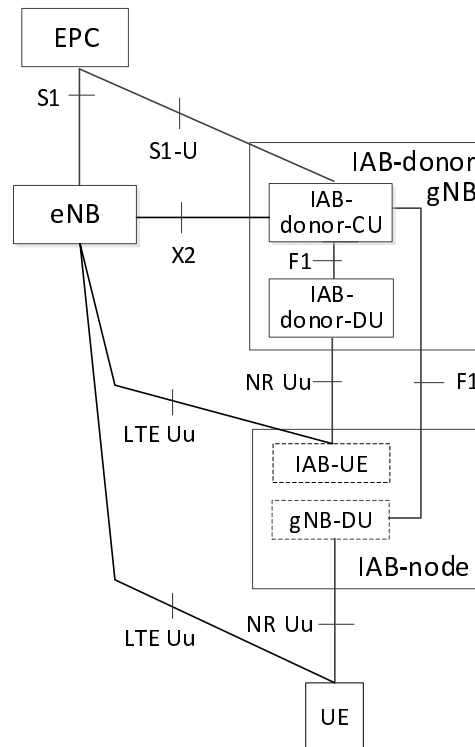 EPC
S1
S1-U
IAB-donor
gNB
IAB-
donor-CU
eNB
X2
F1
IAB-
donor-DU
NR Uu
F1
LTE Uu
IAB-UE
gNB-DU
IAB-node
NR Uu
LTE Uu
UE